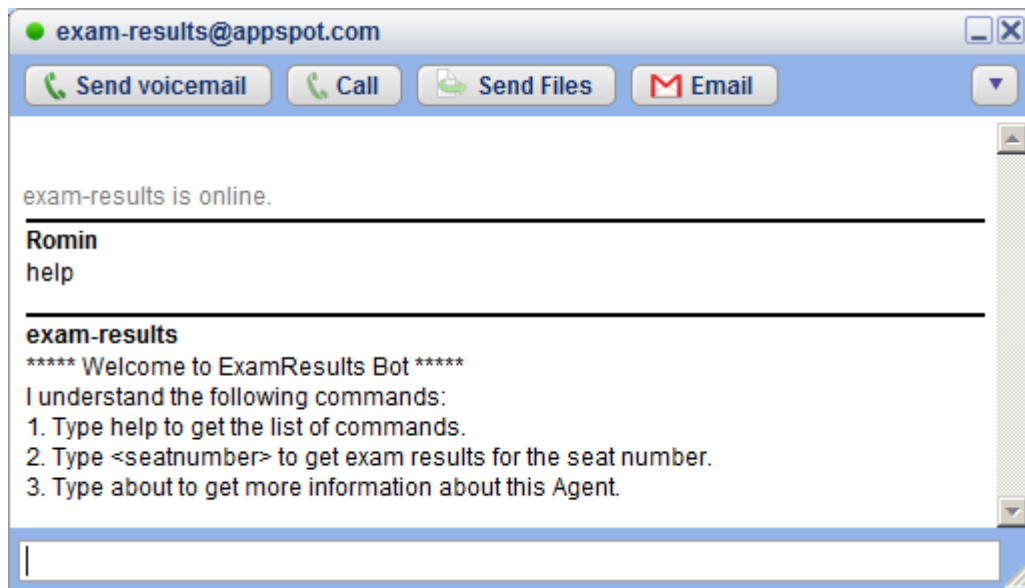 exam-results@appspot.com
Send voicemail Call Send Files Email
exam-results is online.
Romin
help
exam-results
***** Welcome to ExamResults Bot *****
I understand the following commands:
1. Type help to get the list of commands.
2. Type <seatnumber> to get exam results for the seat number.
3. Type about to get more information about this Agent.